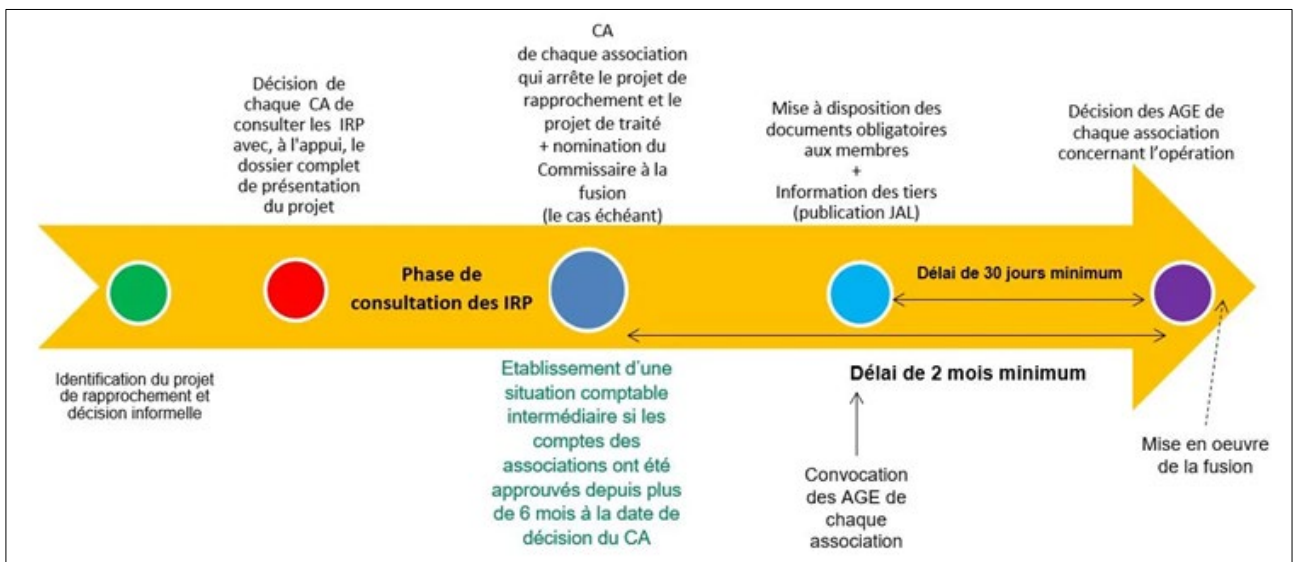 Décision de
chaque CA de
consulter les IRP
avec, à l'appui, le
dossier complet
de présentation
du projet
CA
de chaque association
qui arrête le projet de
rapprochement et le
projet de traité
+ nomination du
Commissaire à la
fusion
(le cas échéant)
Mise à disposition des
documents obligatoires
aux membres
+
Information des tiers
(publication JAL)
Décision des AGE de
chaque association
concernant l'opération
Phase de
consultation des IRP
Délai de 30 jours minimum
Délai de 2 mois minimum
Identification du projet
de rapprochement et
décision informelle
Etablissement d'une
situation comptable
intermédiaire si les
comptes des
associations ont été
approuvés depuis plus
de 6 mois à la date de
décision du CA
Convocation
des AGE de
chaque
association
Mise en oeuvre
de la fusion